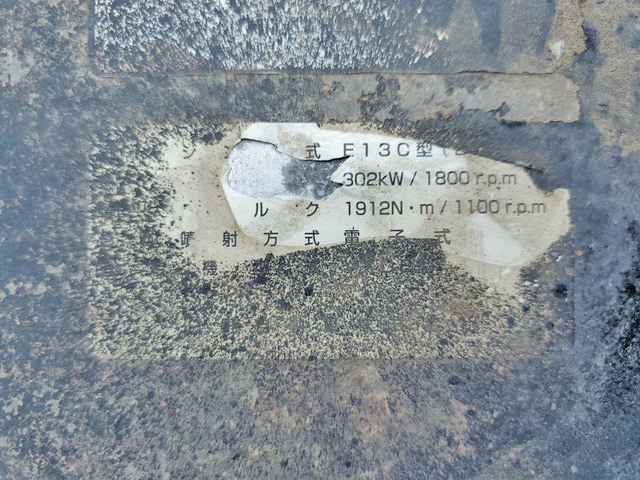 ン 式 E13C型
302kW / 1800 r.p.m
ルク 1912N・m / 1100 r.p.m
噴射方式 電子式
機